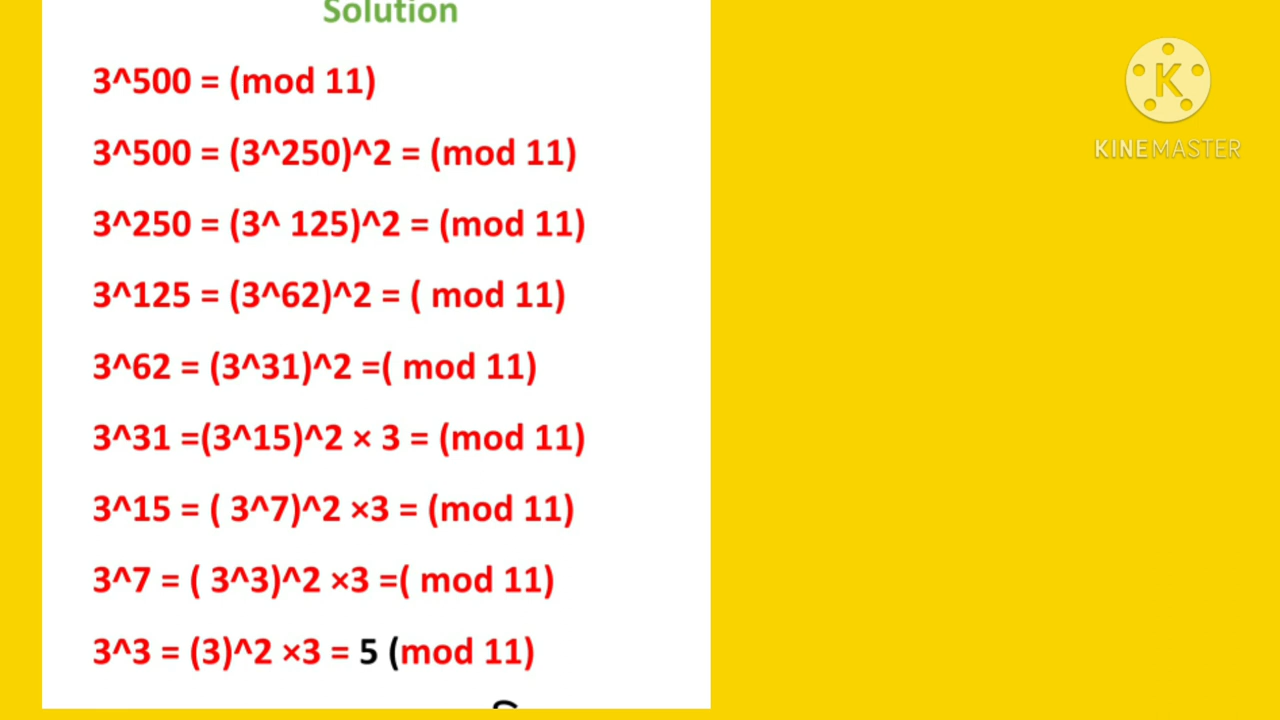 Solution
3^500 = (mod 11)
3^500 = (3^250)^2 = (mod 11)
3^250 = (3^ 125)^2 = (mod 11)
3^125 = (3^62)^2 = ( mod 11)
3^62 = (3^31)^2 =( mod 11)
3^31 =(3^15)^2 × 3 = (mod 11)
3^15 = ( 3^7)^2 ×3 = (mod 11)
3^7 = ( 3^3)^2 ×3 =( mod 11)
3^3 = (3)^2 ×3 = 5 (mod 11)
K
KINEMASTER